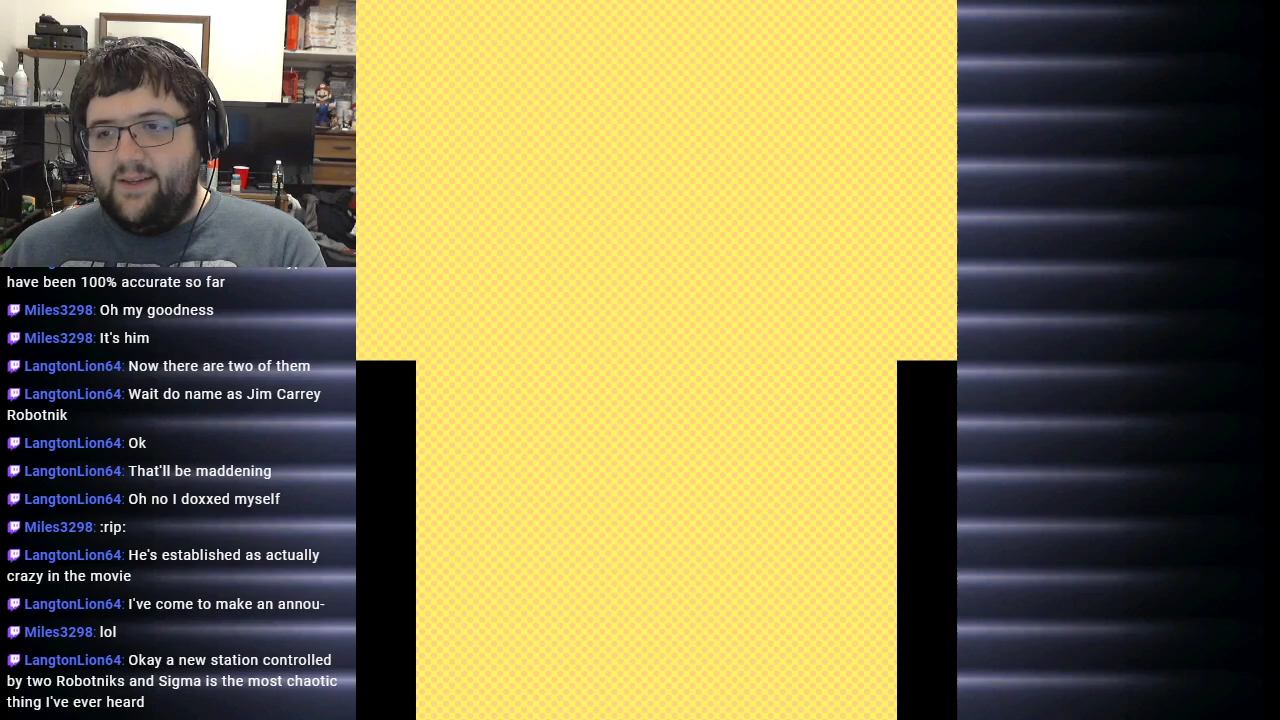 have been 100% accurate so far
Miles3298: Oh my goodness
Miles3298: It's him
LangtonLion64: Now there are two of them
LangtonLion64: Wait do name as Jim Carrey
Robotnik
LangtonLion64: Ok
LangtonLion64: That'll be maddening
LangtonLion64: Oh no I doxxed myself
Miles3298: :rip:
LangtonLion64: He's established as actually
crazy in the movie
LangtonLion64: I've come to make an annou-
Miles3298: lol
LangtonLion64: Okay a new station controlled
by two Robotniks and Sigma is the most chaotic
thing I've ever heard